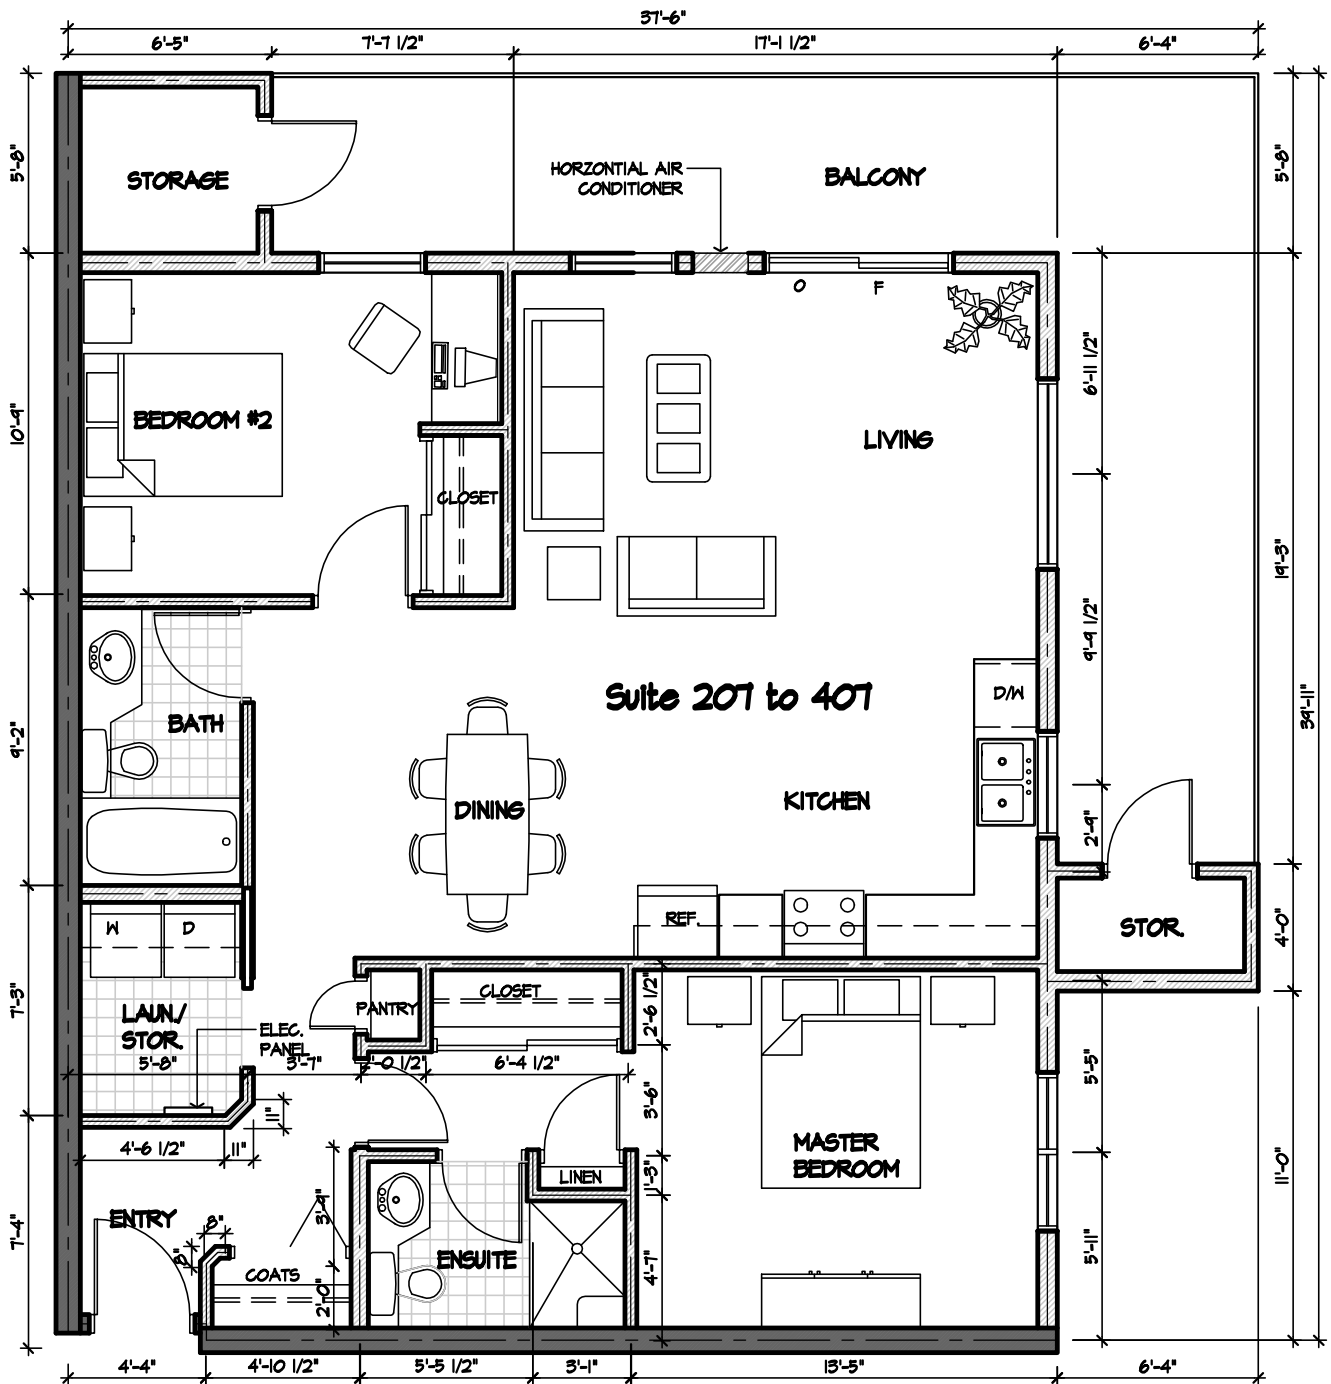 37'-6"
6'-5" 7'-7 1/2" 17'-1 1/2" 6'-4"
5'-8"
STORAGE
HORZONTIAL AIR
CONDITIONER
BALCONY
5'-8"
O F
6'-11 1/2"
10'-4"
BEDROOM #2
LIVING
CLOSET
19'-3"
9'-9 1/2"
39'-11"
Suite 207 to 407
D/W
9'-2"
BATH
DINING
KITCHEN
2'-9"
W D
REF.
STOR.
4'-0"
7'-3"
LAUN./
STOR.
ELEC.
PANEL
PANTRY
CLOSET
2'-6 1/2"
5'-8" 3'-7" 6'-4 1/2"
5'-5"
11"
3'-6"
4'-6 1/2" 11"
MASTER
BEDROOM
LINEN
1'-3"
11'-0"
7'-4"
ENTRY
8"
8"
3'-9"
ENSUITE
COATS
2'-0"
4'-7"
5'-11"
4'-4" 4'-10 1/2" 5'-5 1/2" 3'-1" 13'-5" 6'-4"